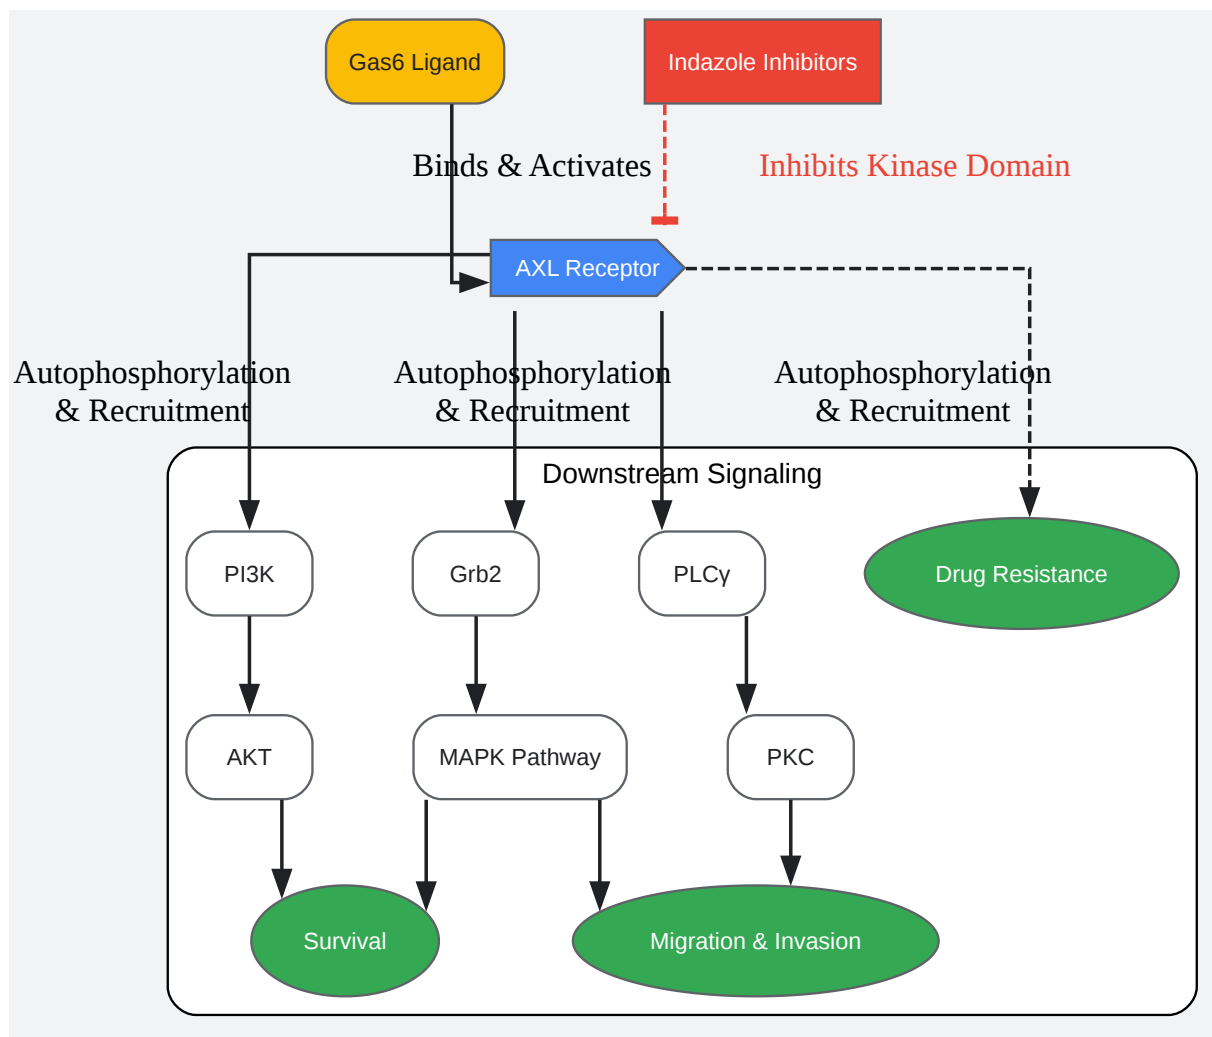 Gas6 Ligand
Indazole Inhibitors
Binds & Activates
Inhibits Kinase Domain
AXL Receptor
Autophosphorylation
& Recruitment
Autophosphorylation
& Recruitment
Autophosphorylation
& Recruitment
Downstream Signaling
PI3K
Grb2
PLCγ
Drug Resistance
AKT
MAPK Pathway
PKC
Survival
Migration & Invasion